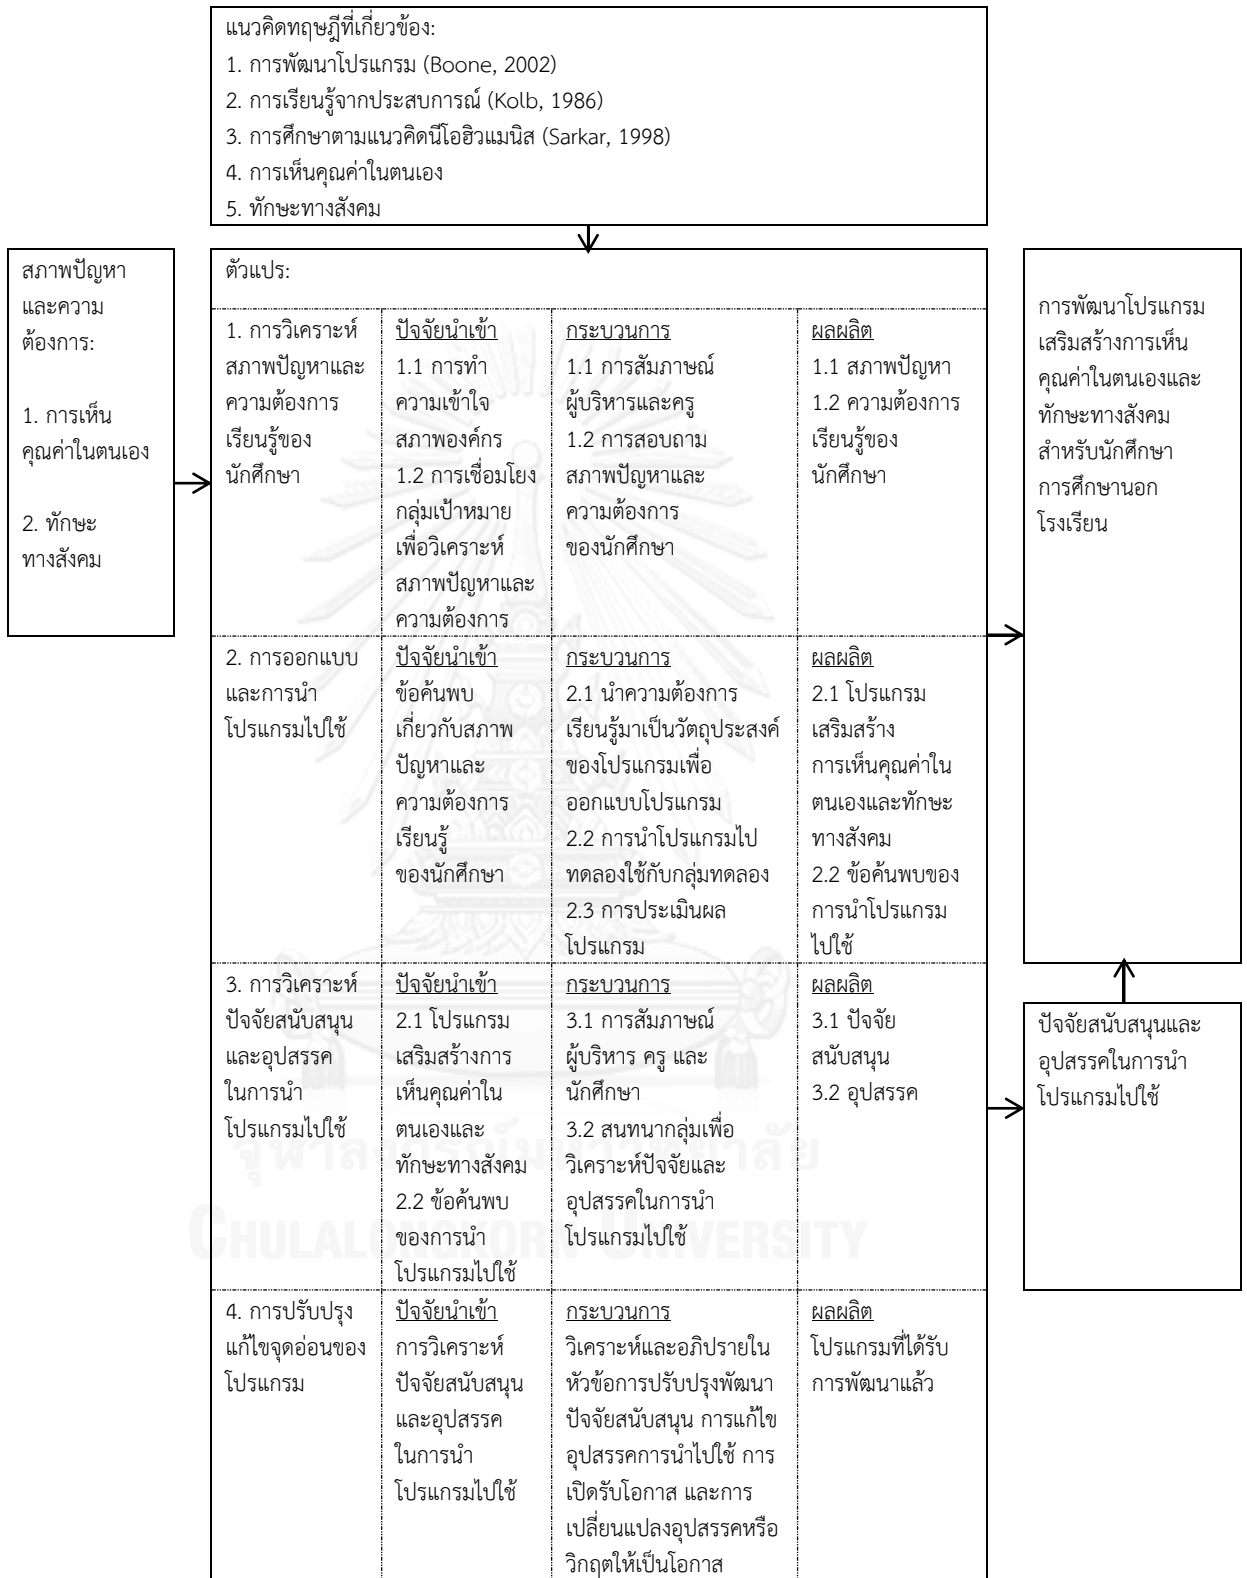 แนวคิดทฤษฎีที่เกี่ยวข้อง:
1. การพัฒนาโปรแกรม (Boone, 2002)
2. การเรียนรู้จากประสบการณ์ (Kolb, 1986)
3. การศึกษาตามแนวคิดนีโอฮิวแมนิส (Sarkar, 1998)
4. การเห็นคุณค่าในตนเอง
5. ทักษะทางสังคม
สภาพปัญหา
และความ
ต้องการ:
1. การเห็น
คุณค่าในตนเอง
2. ทักษะ
ทางสังคม
ตัวแปร:
1. การวิเคราะห์
สภาพปัญหาและ
ความต้องการ
เรียนรู้ของ
นักศึกษา
ปัจจัยนำเข้า
1.1 การทำ
ความเข้าใจ
สภาพองค์กร
1.2 การเชื่อมโยง
กลุ่มเป้าหมาย
เพื่อวิเคราะห์
สภาพปัญหาและ
ความต้องการ
กระบวนการ
1.1 การสัมภาษณ์
ผู้บริหารและครู
1.2 การสอบถาม
สภาพปัญหาและ
ความต้องการ
ของนักศึกษา
ผลผลิต
1.1 สภาพปัญหา
1.2 ความต้องการ
เรียนรู้ของ
นักศึกษา
2. การออกแบบ
และการนำ
โปรแกรมไปใช้
ปัจจัยนำเข้า
ข้อค้นพบ
เกี่ยวกับสภาพ
ปัญหาและ
ความต้องการ
เรียนรู้
ของนักศึกษา
กระบวนการ
2.1 นำความต้องการ
เรียนรู้มาเป็นวัตถุประสงค์
ของโปรแกรมเพื่อ
ออกแบบโปรแกรม
2.2 การนำโปรแกรมไป
ทดลองใช้กับกลุ่มทดลอง
2.3 การประเมินผล
โปรแกรม
ผลผลิต
2.1 โปรแกรม
เสริมสร้าง
การเห็นคุณค่าใน
ตนเองและทักษะ
ทางสังคม
2.2 ข้อค้นพบของ
การนำโปรแกรม
ไปใช้
3. การวิเคราะห์
ปัจจัยสนับสนุน
และอุปสรรค
ในการนำ
โปรแกรมไปใช้
ปัจจัยนำเข้า
2.1 โปรแกรม
เสริมสร้างการ
เห็นคุณค่าใน
ตนเองและ
ทักษะทางสังคม
2.2 ข้อค้นพบ
ของการนำ
โปรแกรมไปใช้
กระบวนการ
3.1 การสัมภาษณ์
ผู้บริหาร ครู และ
นักศึกษา
3.2 สนทนากลุ่มเพื่อ
วิเคราะห์ปัจจัยและ
อุปสรรคในการนำ
โปรแกรมไปใช้
ผลผลิต
3.1 ปัจจัย
สนับสนุน
3.2 อุปสรรค
4. การปรับปรุง
แก้ไขจุดอ่อนของ
โปรแกรม
ปัจจัยนำเข้า
การวิเคราะห์
ปัจจัยสนับสนุน
และอุปสรรค
ในการนำ
โปรแกรมไปใช้
กระบวนการ
วิเคราะห์และอภิปรายใน
หัวข้อการปรับปรุงพัฒนา
ปัจจัยสนับสนุน การแก้ไข
อุปสรรคการนำไปใช้ การ
เปิดรับโอกาส และการ
เปลี่ยนแปลงอุปสรรคหรือ
วิกฤตให้เป็นโอกาส
ผลผลิต
โปรแกรมที่ได้รับ
การพัฒนาแล้ว
การพัฒนาโปรแกรม
เสริมสร้างการเห็น
คุณค่าในตนเองและ
ทักษะทางสังคม
สำหรับนักศึกษา
การศึกษานอก
โรงเรียน
ปัจจัยสนับสนุนและ
อุปสรรคในการนำ
โปรแกรมไปใช้
จุฬาลงกรณ์มหาวิทยาลัย
CHULALONGKORN UNIVERSITY